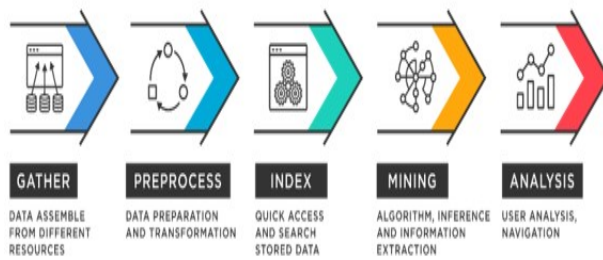 GATHER
DATA ASSEMBLE
FROM DIFFERENT
RESOURCES
PREPROCESS
DATA PREPARATION
AND TRANSFORMATION
INDEX
QUICK ACCESS
AND SEARCH
STORED DATA
MINING
ALGORITHM, INFERENCE
AND INFORMATION
EXTRACTION
ANALYSIS
USER ANALYSIS,
NAVIGATION